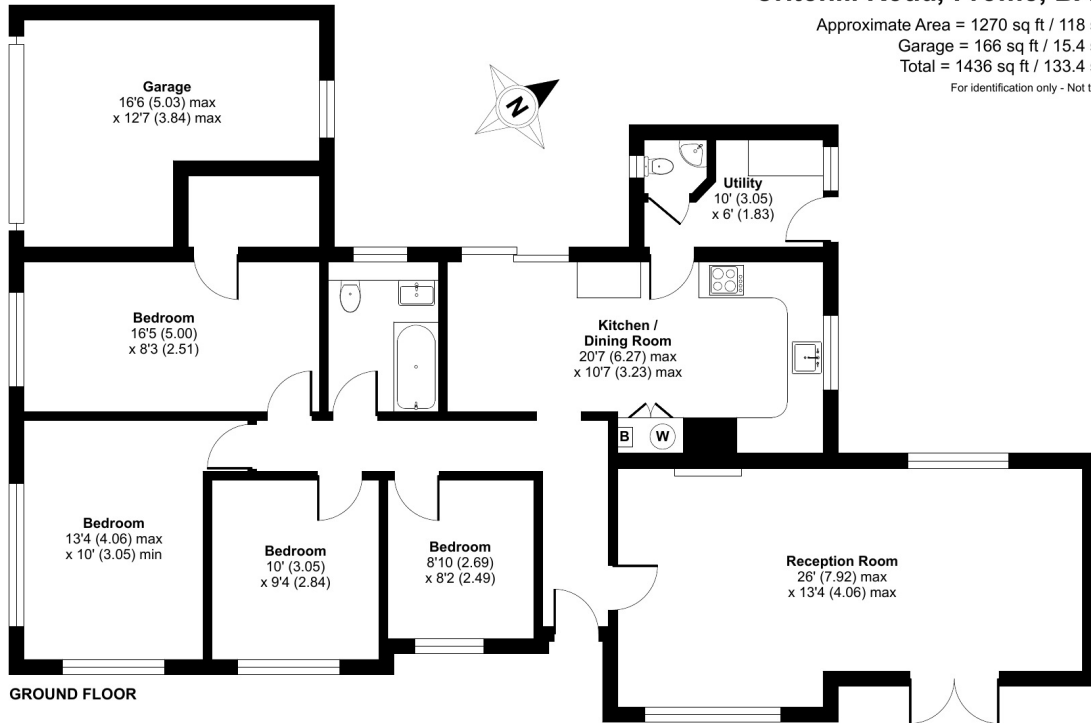 Approximate Area = 1270 sq ft / 118
Garage = 166 sq ft / 15.4
Total = 1436 sq ft / 133.4
For identification only - Not
Garage
16'6 (5.03) max
x 12'7 (3.84) max
N
Utility
10' (3.05)
x 6' (1.83)
Bedroom
16'5 (5.00)
x 8'3 (2.51)
Kitchen /
Dining Room
20'7 (6.27) max
x 10'7 (3.23) max
B
W
Bedroom
13'4 (4.06) max
x 10' (3.05) min
Bedroom
10' (3.05)
x 9'4 (2.84)
Bedroom
8'10 (2.69)
x 8'2 (2.49)
Reception Room
26' (7.92) max
x 13'4 (4.06) max
GROUND FLOOR